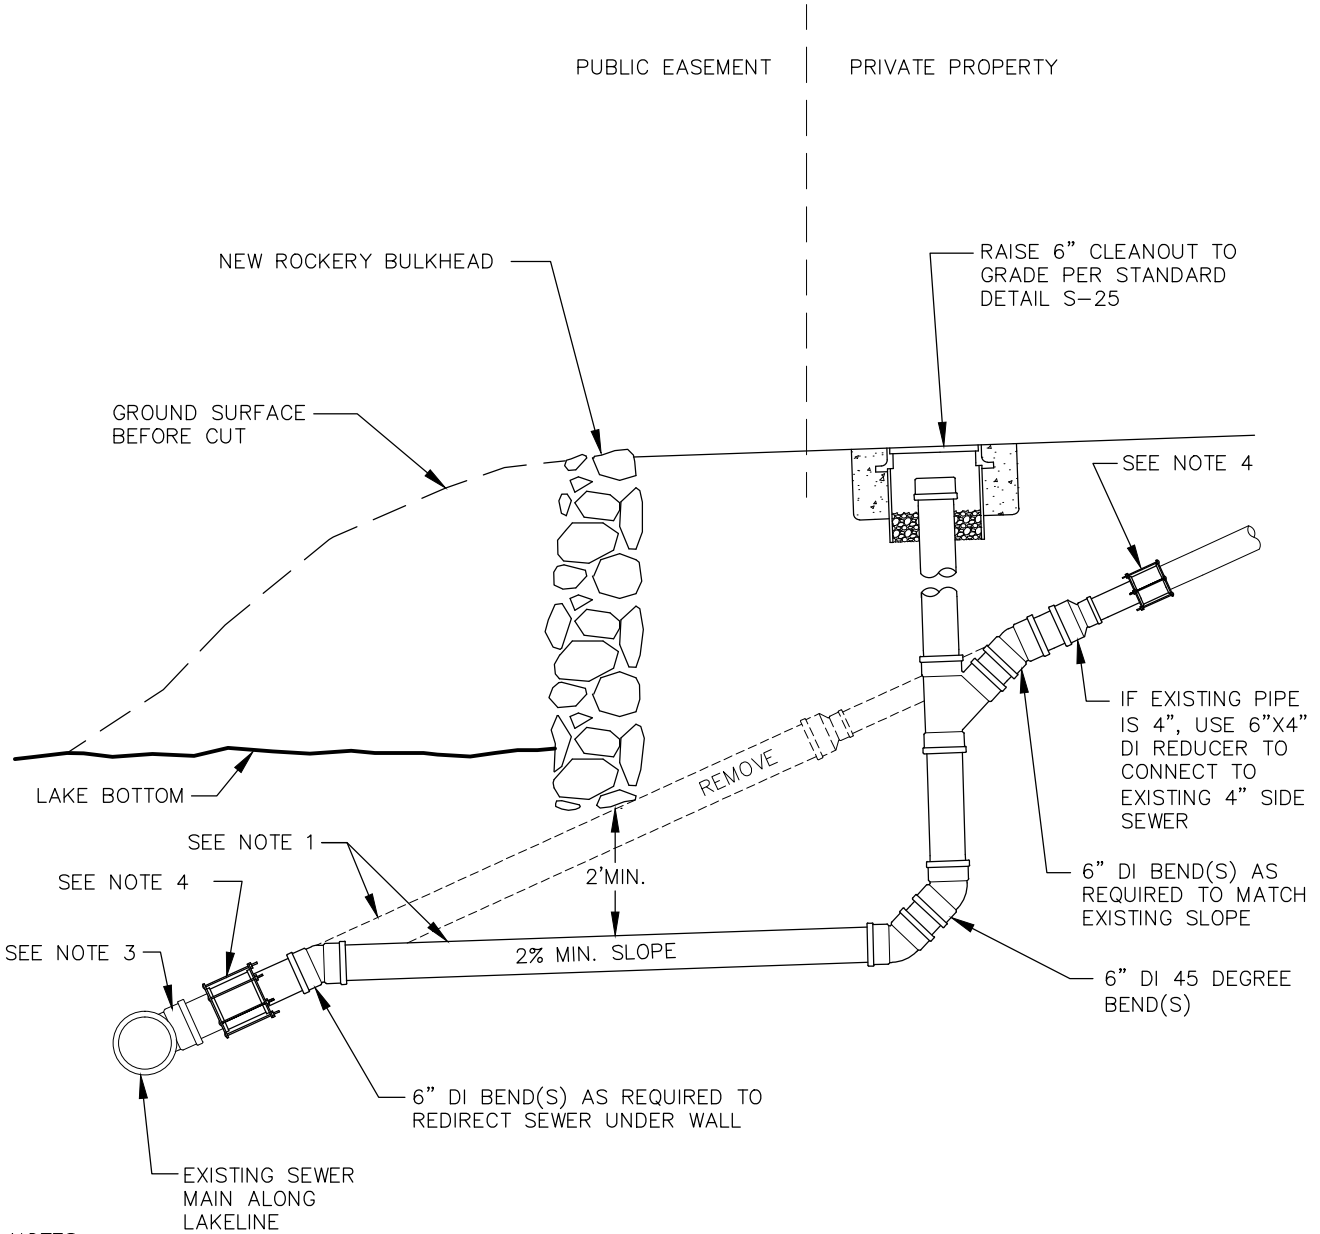 PUBLIC EASEMENT
PRIVATE PROPERTY
NEW ROCKERY BULKHEAD
RAISE 6" CLEANOUT TO
GRADE PER STANDARD
DETAIL S-25
GROUND SURFACE
BEFORE CUT
SEE NOTE 4
IF EXISTING PIPE
IS 4", USE 6"X4"
DI REDUCER TO
CONNECT TO
EXISTING 4" SIDE
SEWER
REMOVE
LAKE BOTTOM
SEE NOTE 1
2'MIN.
SEE NOTE 4
6" DI BEND(S) AS
REQUIRED TO MATCH
EXISTING SLOPE
SEE NOTE 3
2% MIN. SLOPE
6" DI 45 DEGREE
BEND(S)
6" DI BEND(S) AS REQUIRED TO
REDIRECT SEWER UNDER WALL
EXISTING SEWER
MAIN ALONG
LAKELINE